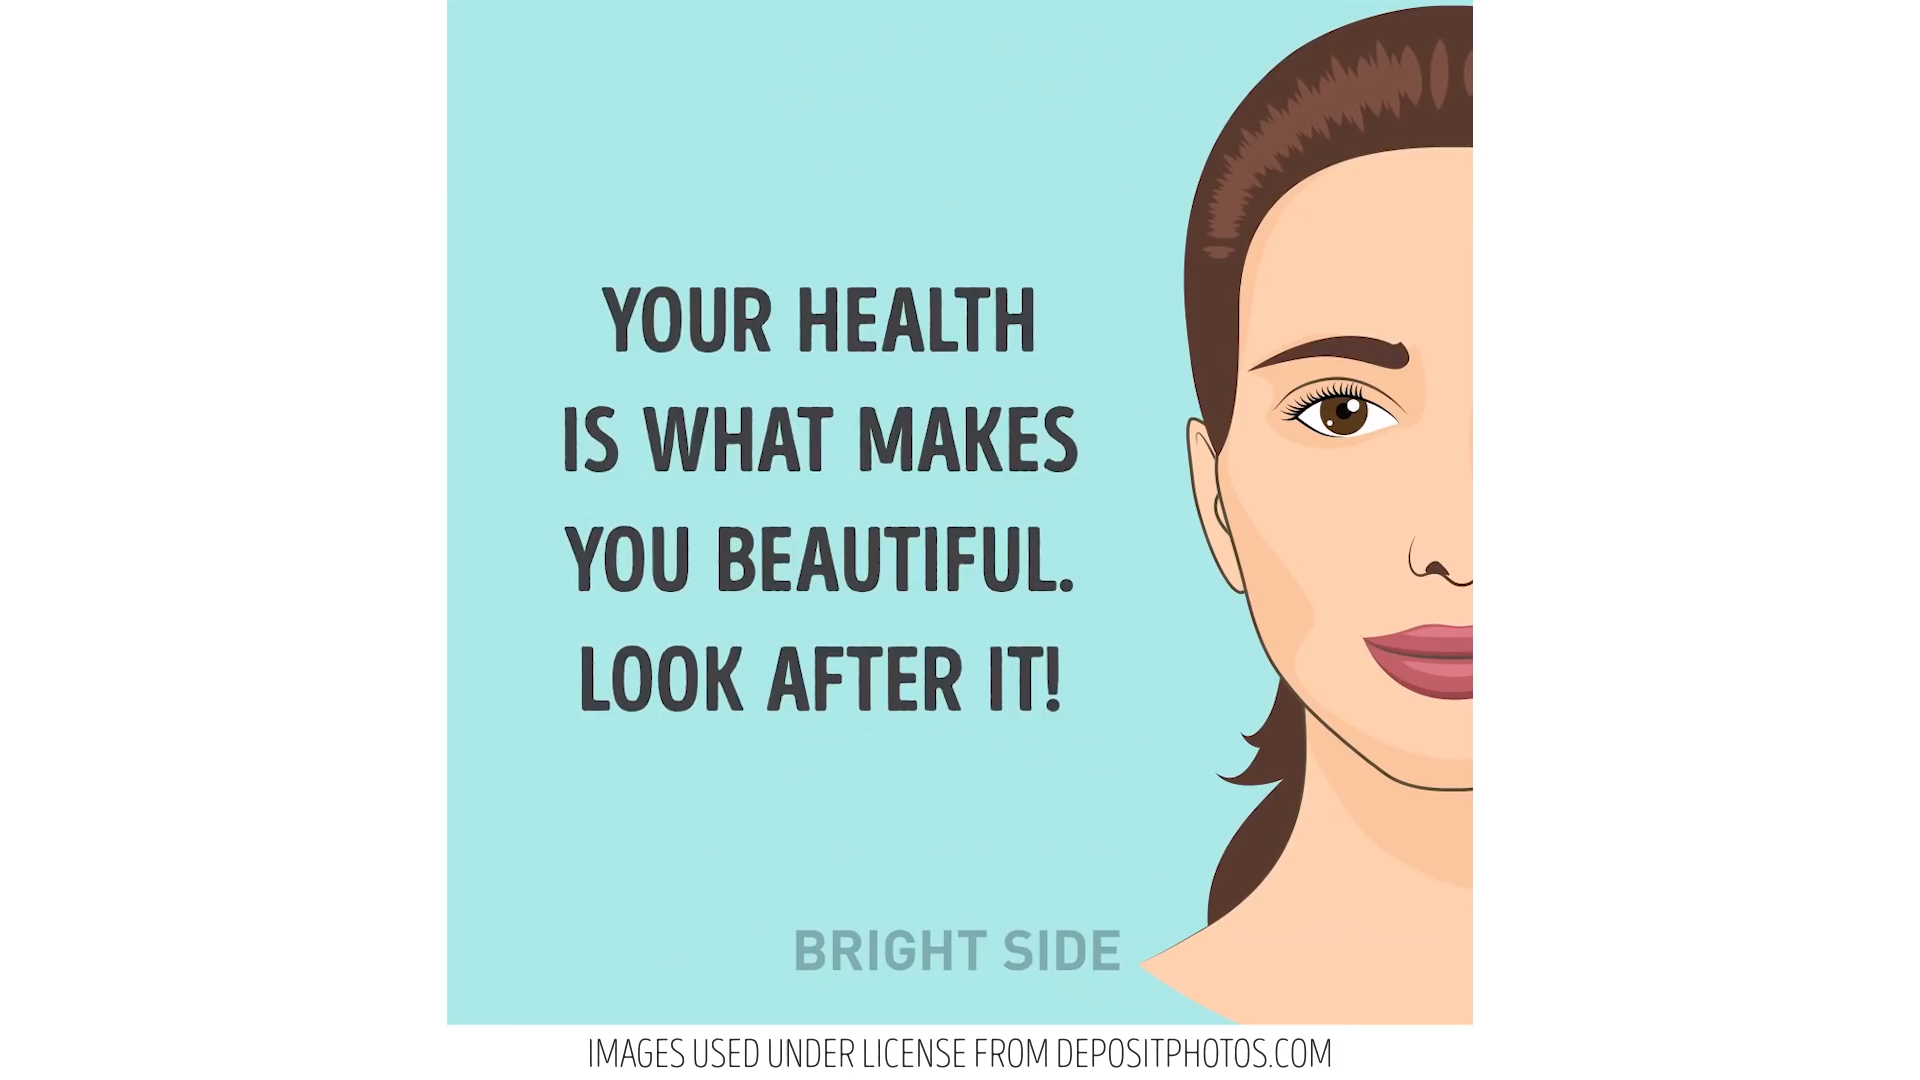 YOUR HEALTH
IS WHAT MAKES
YOU BEAUTIFUL.
LOOK AFTER IT!
BRIGHT SIDE
IMAGES USED UNDER LICENSE FROM DEPOSITPHOTOS.COM